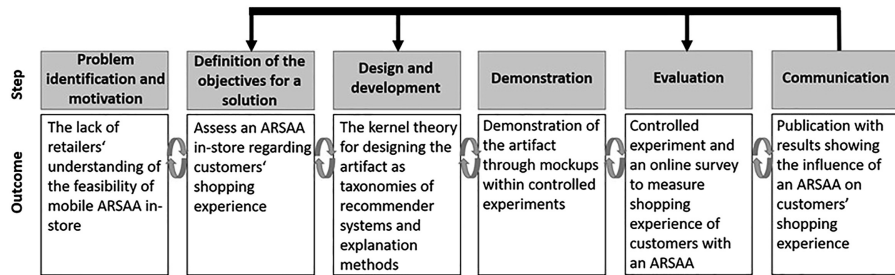 Step
Problem
identification and
motivation
Definition of the
objectives for a
solution
Design and
development
Demonstration
Evaluation
Communication
Outcome
The lack of
retailers'
understanding of
the feasibility of
mobile ARSAA in-
store
Assess an ARSAA
in-store regarding
customers‘
shopping
experience
The kernel theory
for designing the
artifact as
taxonomies of
recommender
systems and
explanation
methods
Demonstration of
the artifact
through mockups
within controlled
experiments
Controlled
experiment and
an online survey
to measure
shopping
experience of
customers with
an ARSAA
Publication with
results showing
the influence of
an ARSAA on
customers’
shopping
experience